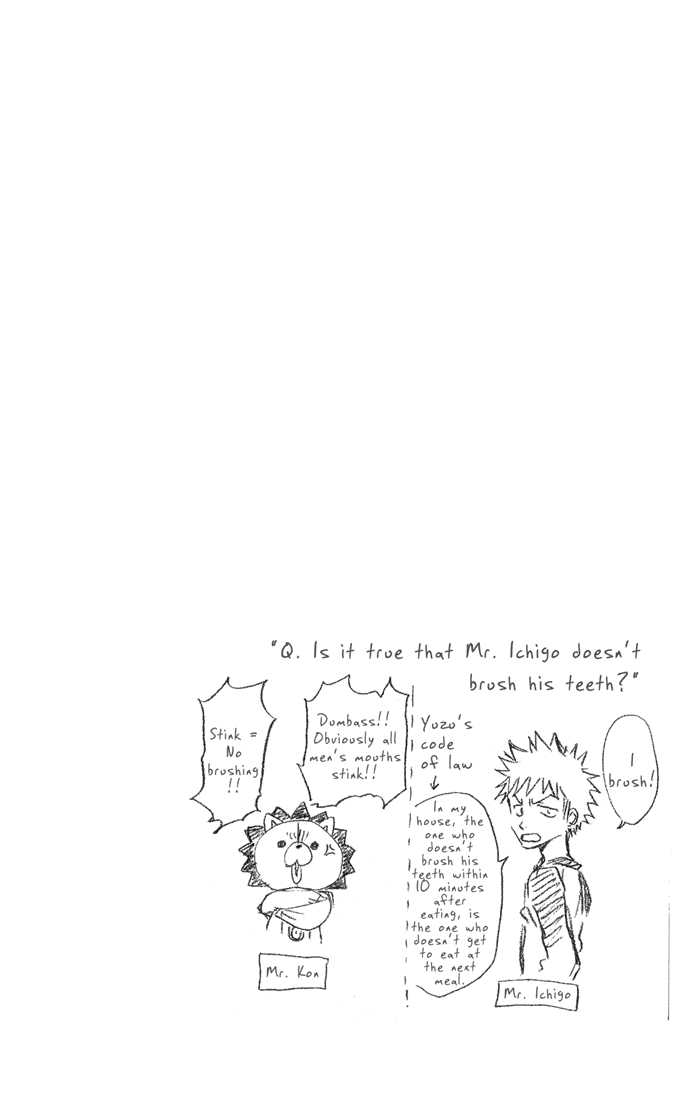 "Q. Is it true that Mr. Ichigo doesn't
brush his teeth?"
I
brush!
Yuzu's
code
of law
In my
house, the
one who
doesn't
brush his
teeth within
10 minutes
after
eating, is
the one who
doesn't get
to eat at
the next
meal.
Mr. Ichigo
Dumbass!!
Obviously all
men's mouths
stink!!
Stink =
No
brushing
!!
Mr. Kon